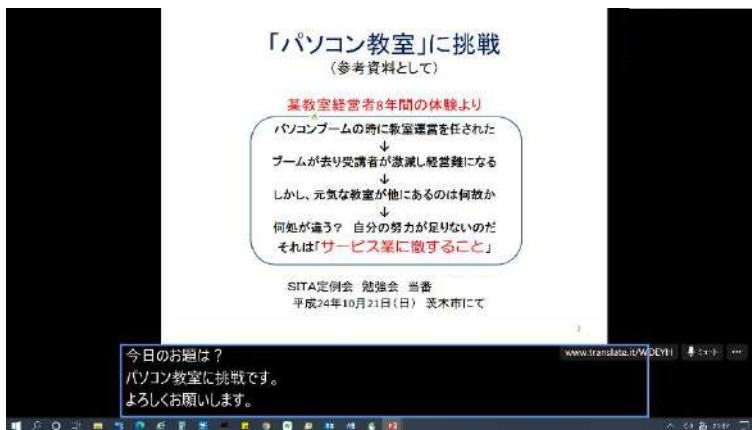 「パソコン教室」に挑戦
(参考資料として)
某教室経営者8年間の体験より
パソコンブームの時に教室運営を任された
↓
ブームが去り受講者が激減し経営難になる
↓
しかし、元気な教室が他にあるのは何故か
↓
何処が違う? 自分の努力が足りないのだ
それは「サービス業に徹すること」
SITA定例会 勉強会 当番
平成24年10月21日(日) 茨木市にて
今日のお題は?
パソコン教室に挑戦です。
よろしくお願いします。
www.translate.it/WDEYH ミュート
あ